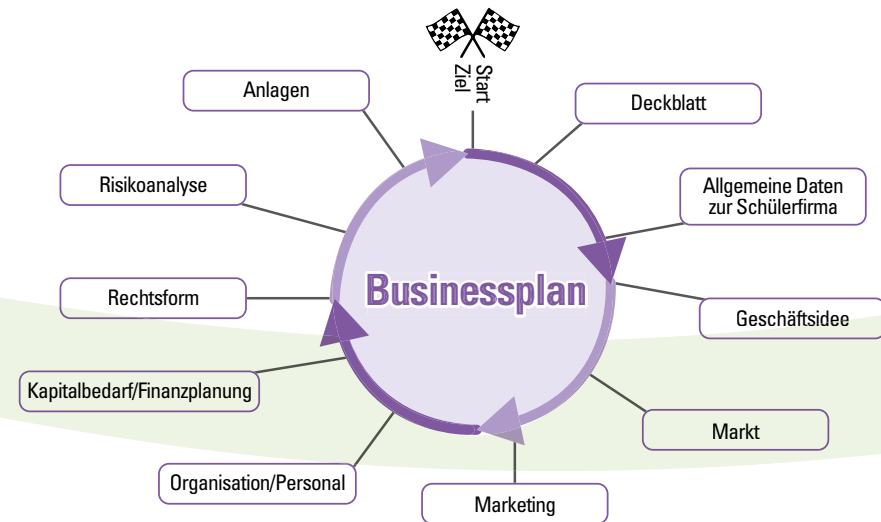 Start
Ziel
Deckblatt
Allgemeine Daten
zur Schülerfirma
Geschäftsidee
Markt
Marketing
Organisation/Personal
Kapitalbedarf/Finanzplanung
Rechtsform
Risikoanalyse
Anlagen
Businessplan